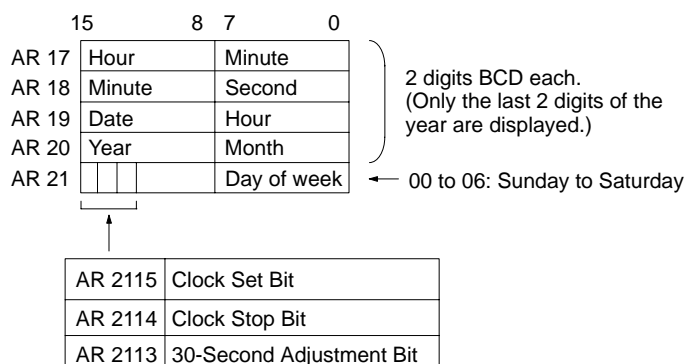 15 8 7 0
AR 17 Hour Minute
AR 18 Minute Second
AR 19 Date Hour
AR 20 Year Month
AR 21 Day of week
2 digits BCD each.
(Only the last 2 digits of the
year are displayed.)
00 to 06: Sunday to Saturday
AR 2115 Clock Set Bit
AR 2114 Clock Stop Bit
AR 2113 30-Second Adjustment Bit